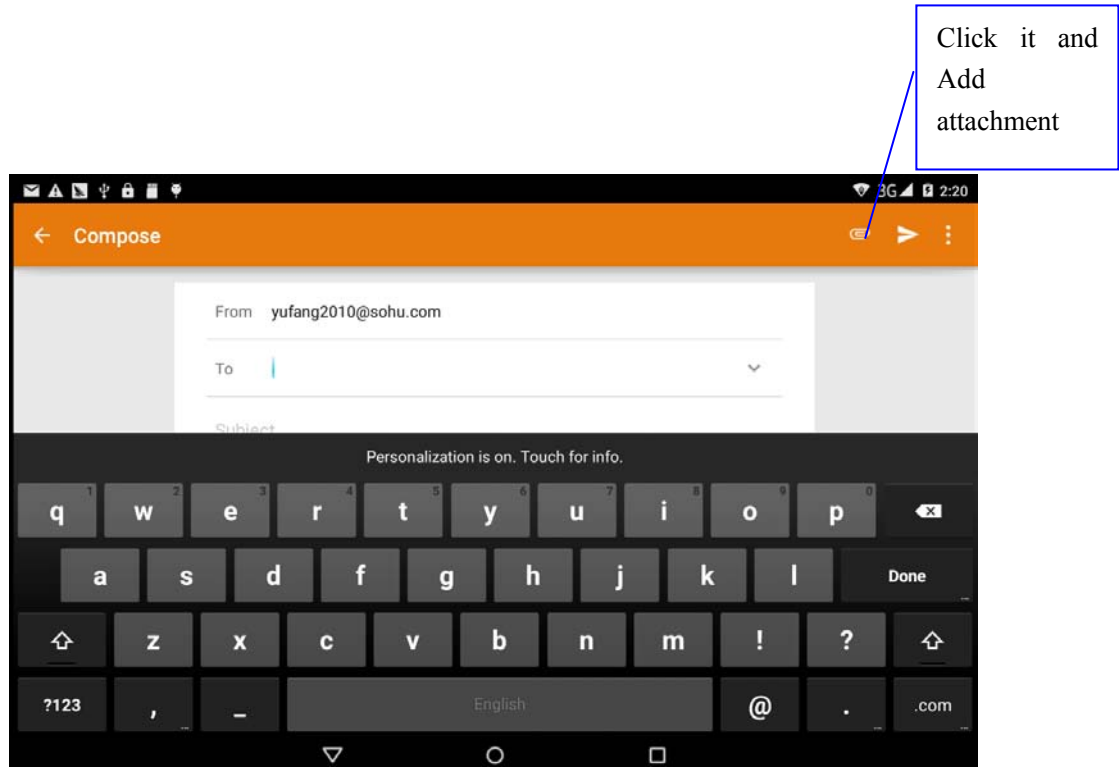 Click it and
Add
attachment
3G 2:20
Compose
From yufang2010@sohu.com
To
Subject
Personalization is on. Touch for info.
1 2 3 4 5 6 7 8 9 0
q w e r t y u i o p
a s d f g h j k l Done
z x c v b n m ! ?
?123 , _ English @ . .com